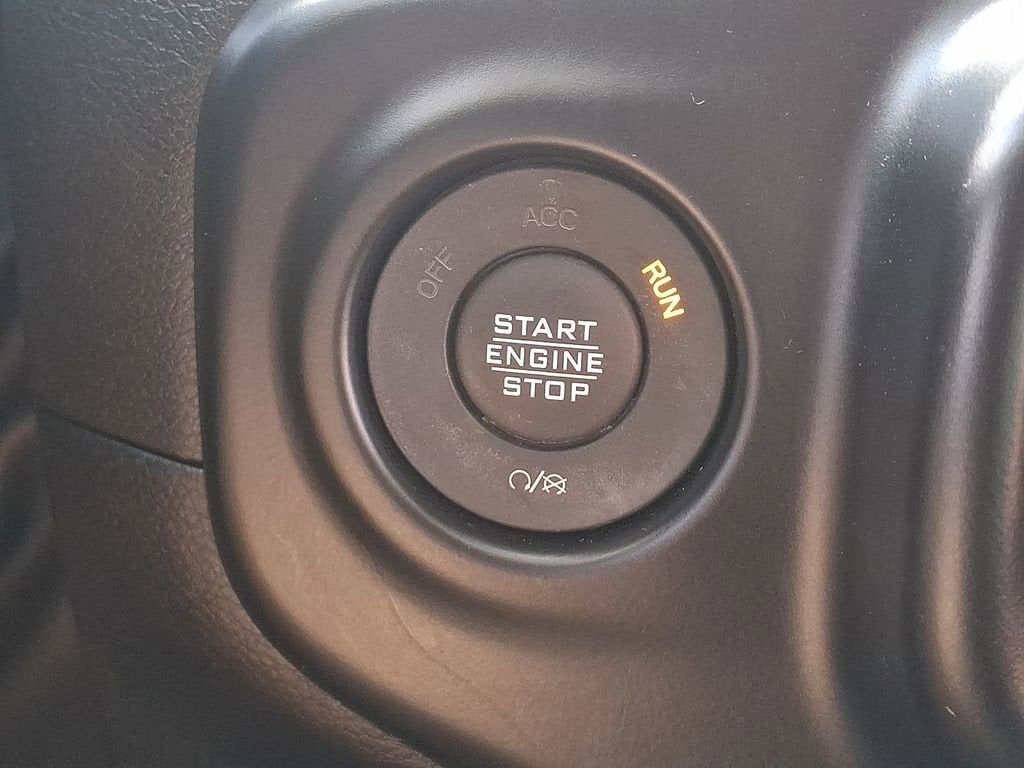 ACC
OFF
RUN
START
ENGINE
STOP